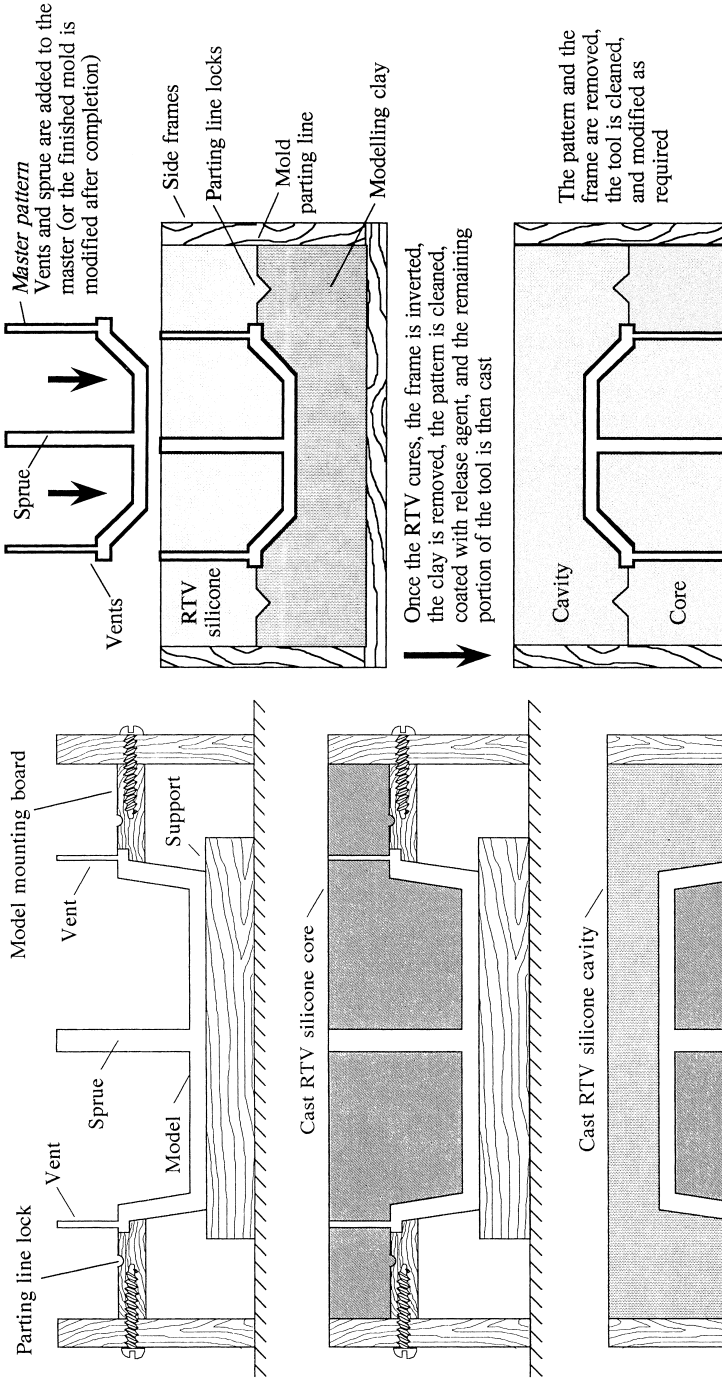 Parting line lock
Vent
Sprue
Model
Vent
Model mounting board
Support
Cast RTV silicone core
Cast RTV silicone cavity
Vents
Sprue
Master pattern
Vents and sprue are added to the
master (or the finished mold is
modified after completion)
RTV
silicone
Side frames
Parting line locks
Mold
parting line
Modelling clay
Once the RTV cures, the frame is inverted,
the clay is removed, the pattern is cleaned,
coated with release agent, and the remaining
portion of the tool is then cast
Cavity
Core
The pattern and the
frame are removed,
the tool is cleaned,
and modified as
required